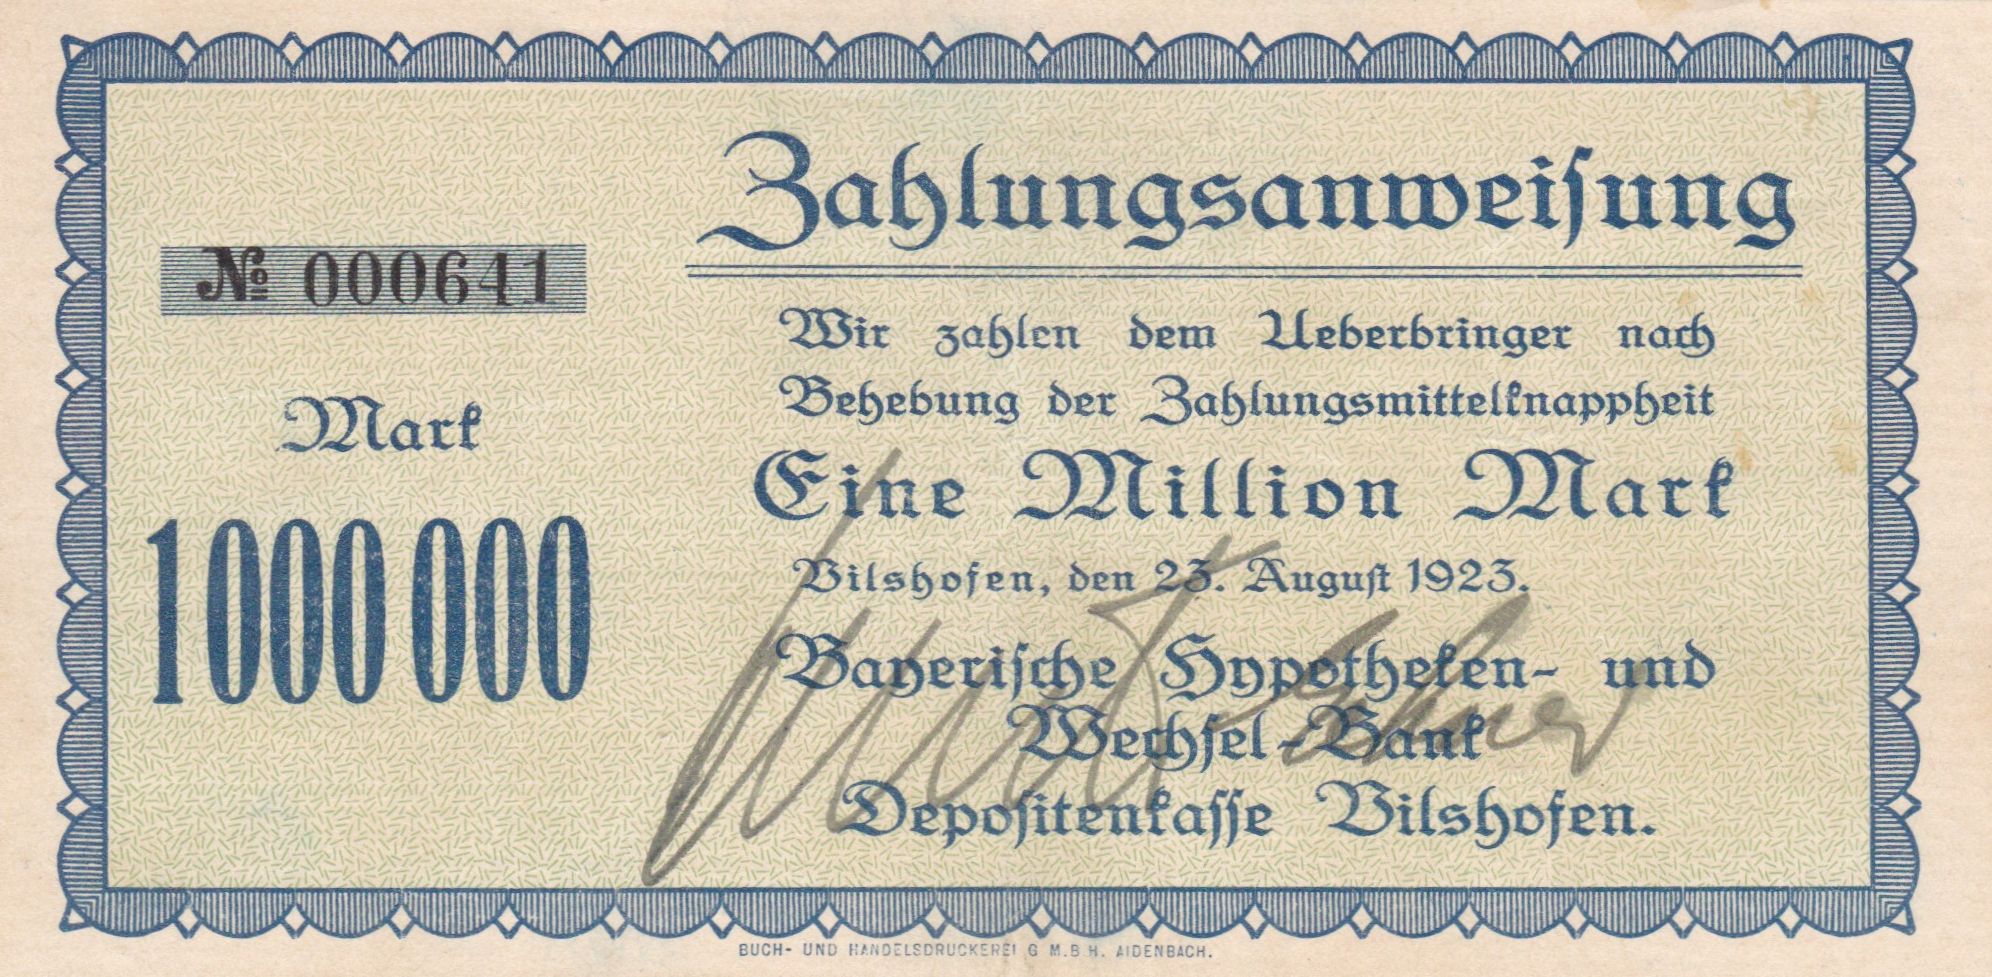 Zahlungsanweisung
№ 000641
Mark
1000000
Wir zahlen dem Ueberbringer nach
Behebung der Zahlungsmittelknappheit
Eine Million Mark
Vilshofen, den 23. August 1923.
Bayerische Hypotheken- und
Wechsel-Bank
Depositenkasse Vilshofen.
BUCH- UND HANDELSDRUCKEREI G.M.B.H. AIDENBACH.